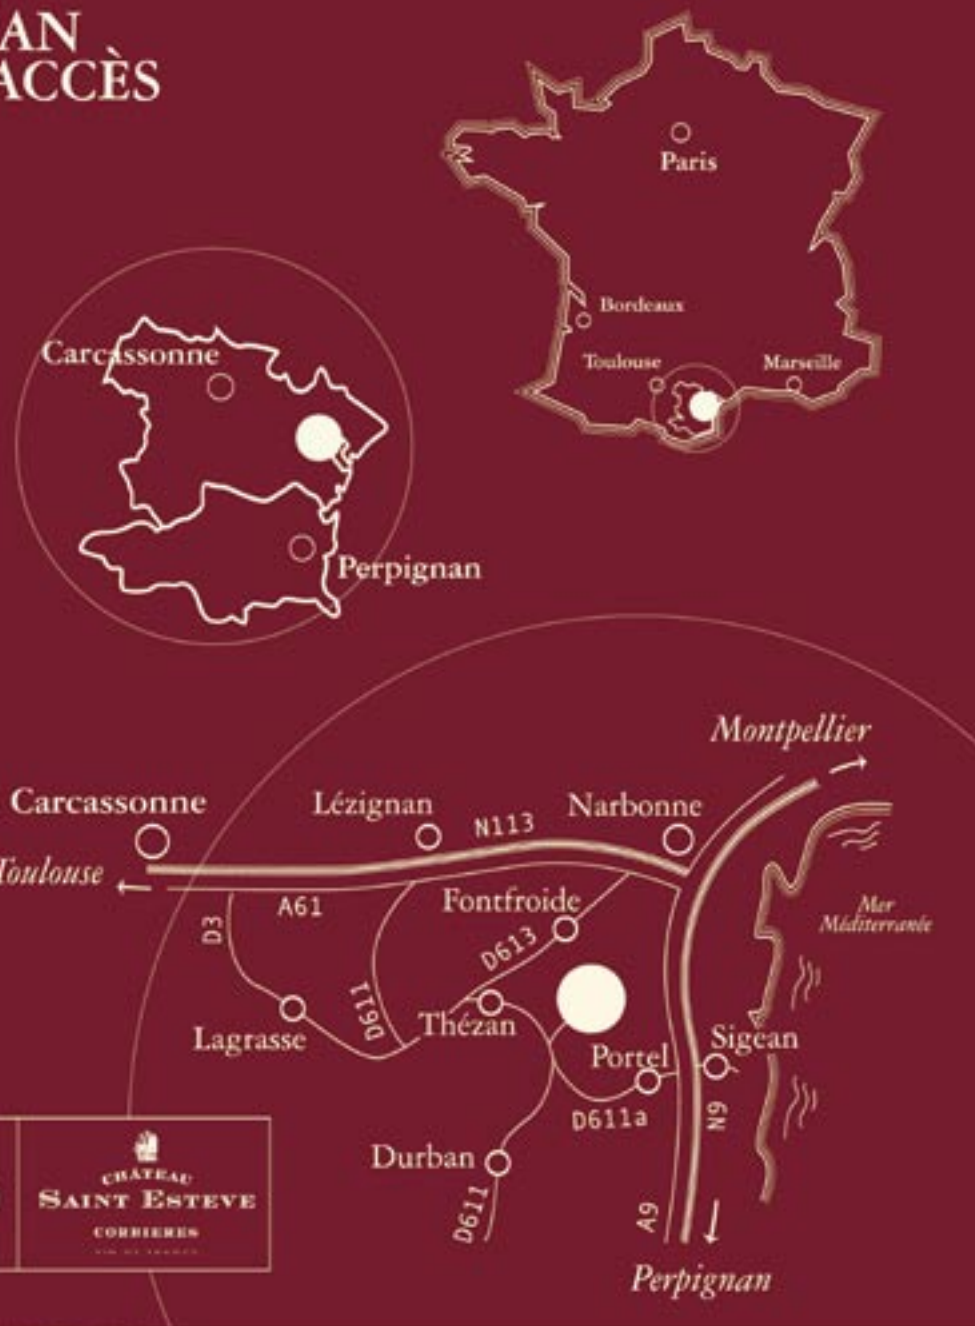 AN
ACCÈS
Paris
Bordeaux
Toulouse
Marseille
Carcassonne
Perpignan
Montpellier
Carcassonne
Lézignan
Narbonne
N113
Toulouse
A61
Fontfroide
Mer
Méditerranée
D3
D613
D611
Thézan
Lagrasse
Sigean
Portel
D611a
N9
Durban
D611
A9
Perpignan
CHÂTEAU
SAINT ESTEVE
CORBIERES